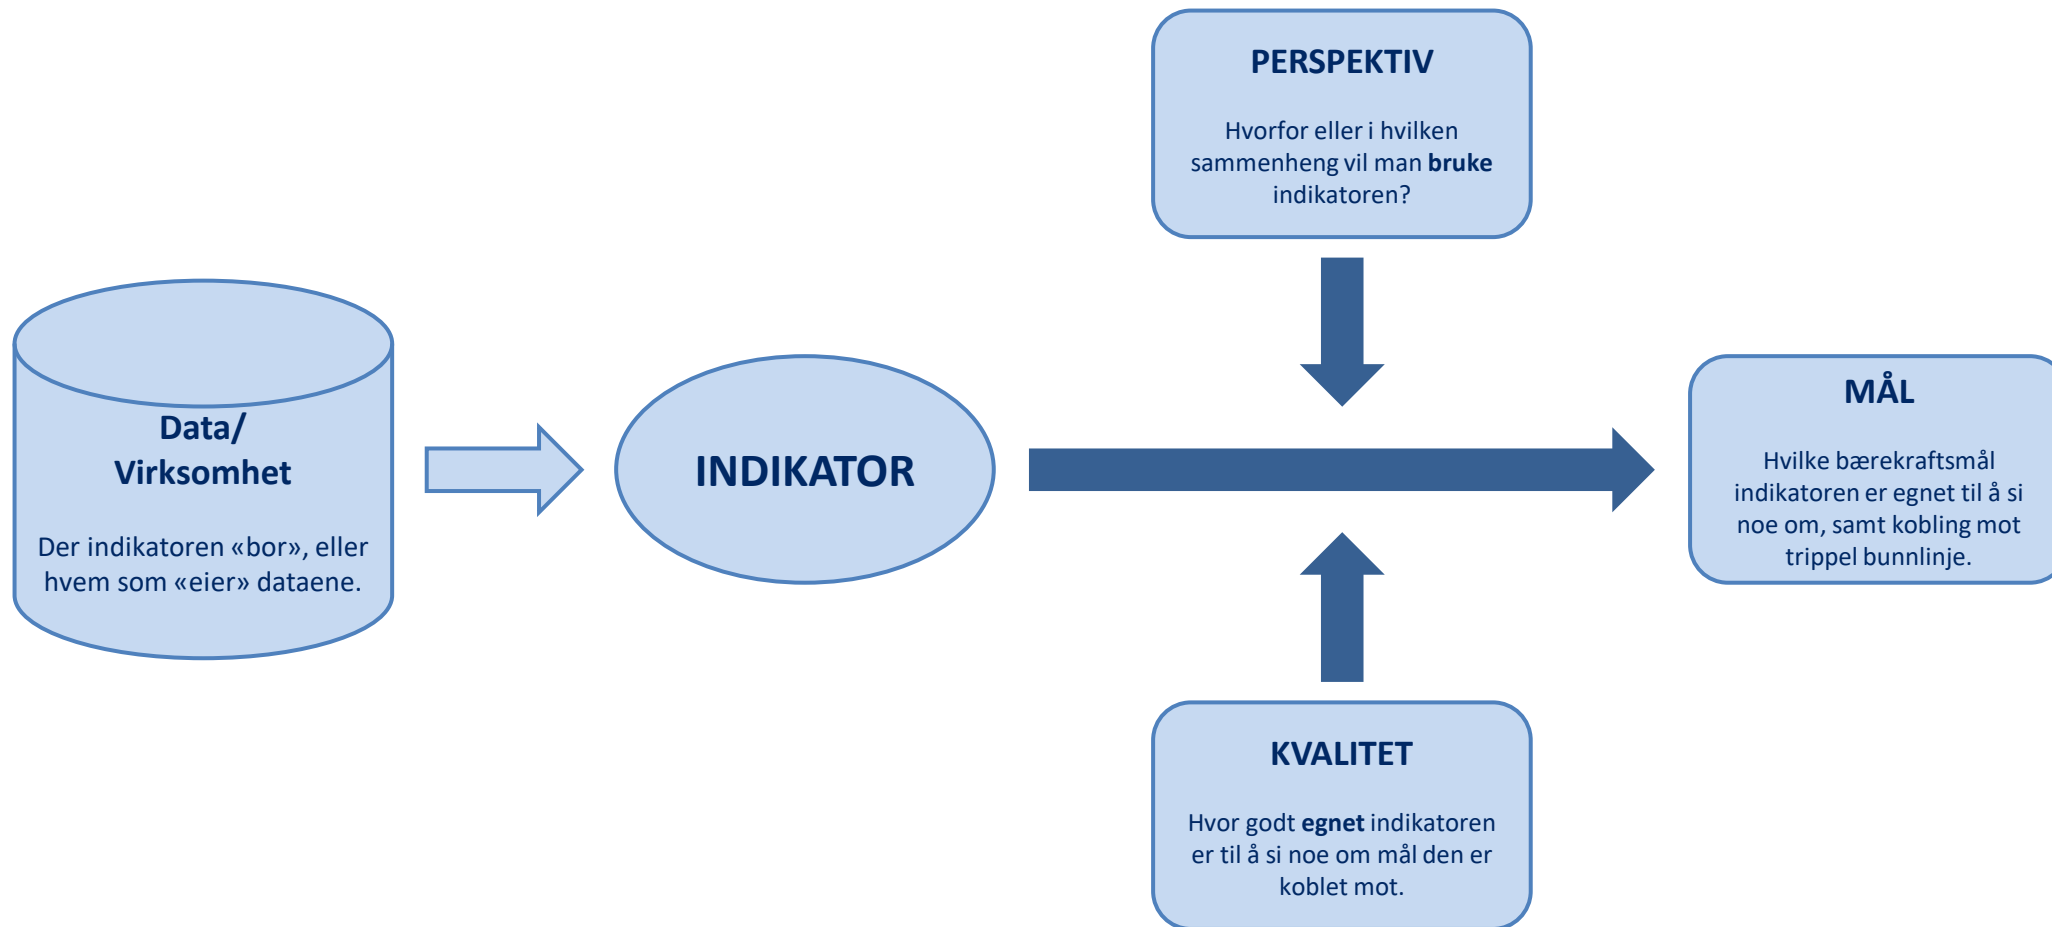 PERSPEKTIV
Hvorfor eller i hvilken
sammenheng vil man bruke
indikatoren?
Data/
Virksomhet
Der indikatoren «bor», eller
hvem som «eier» dataene.
INDIKATOR
MÅL
Hvilke bærekraftsmål
indikatoren er egnet til å si
noe om, samt kobling mot
trippel bunnlinje.
KVALITET
Hvor godt egnet indikatoren
er til å si noe om mål den er
koblet mot.